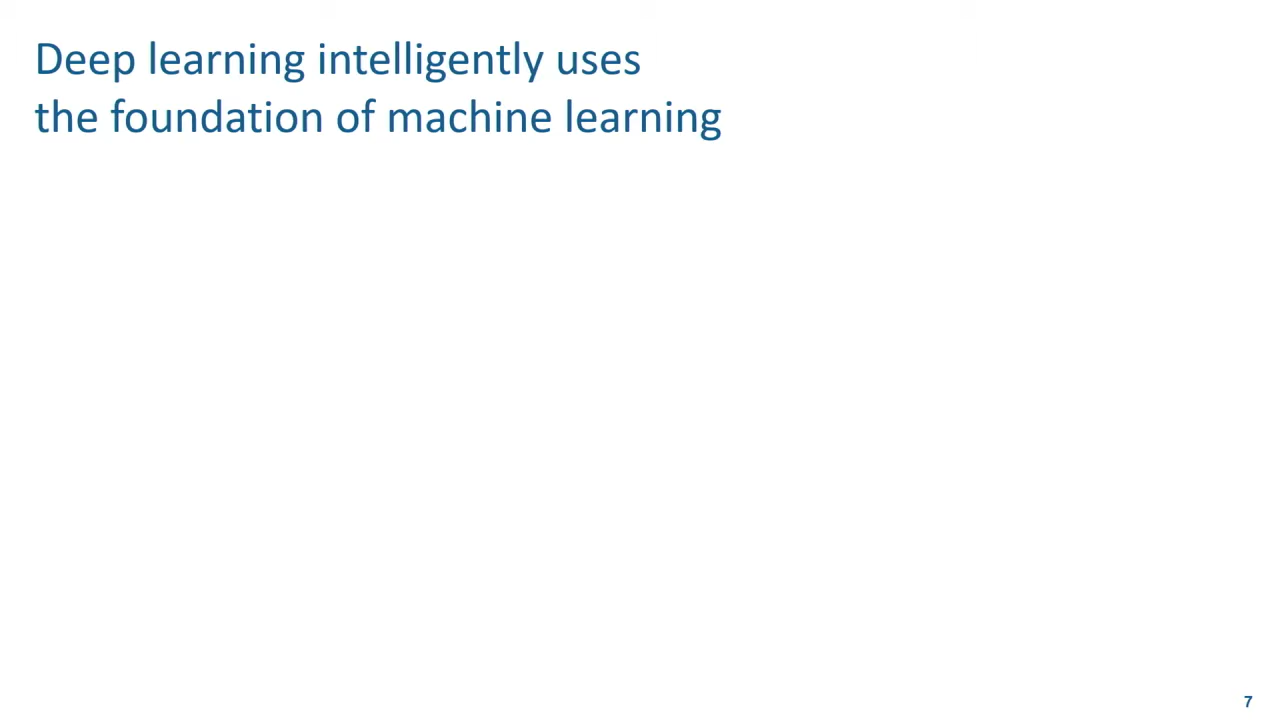 Deep learning intelligently uses
the foundation of machine learning
7